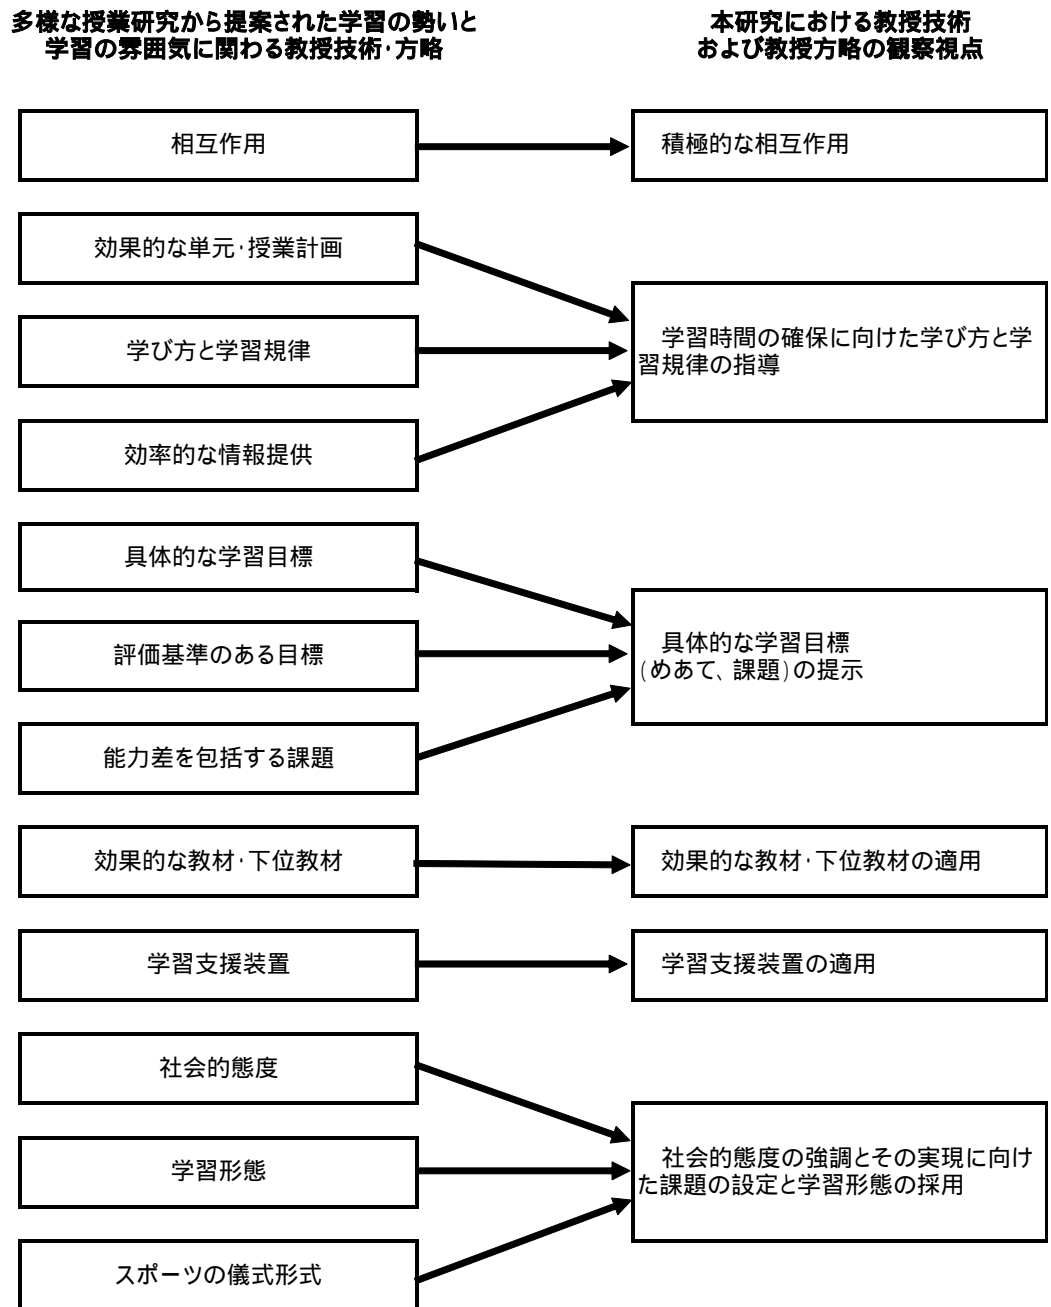 多様な授業研究から提案された学習の勢いと
学習の雰囲気に関わる教授技術・方略
本研究における教授技術
および教授方略の観察視点
相互作用
積極的な相互作用
効果的な単元・授業計画
学び方と学習規律
効率的な情報提供
学習時間の確保に向けた学び方と学
習規律の指導
具体的な学習目標
評価基準のある目標
能力差を包括する課題
具体的な学習目標
(めあて、課題)の提示
効果的な教材・下位教材
効果的な教材・下位教材の適用
学習支援装置
学習支援装置の適用
社会的態度
学習形態
スポーツの儀式形式
社会的態度の強調とその実現に向け
た課題の設定と学習形態の採用